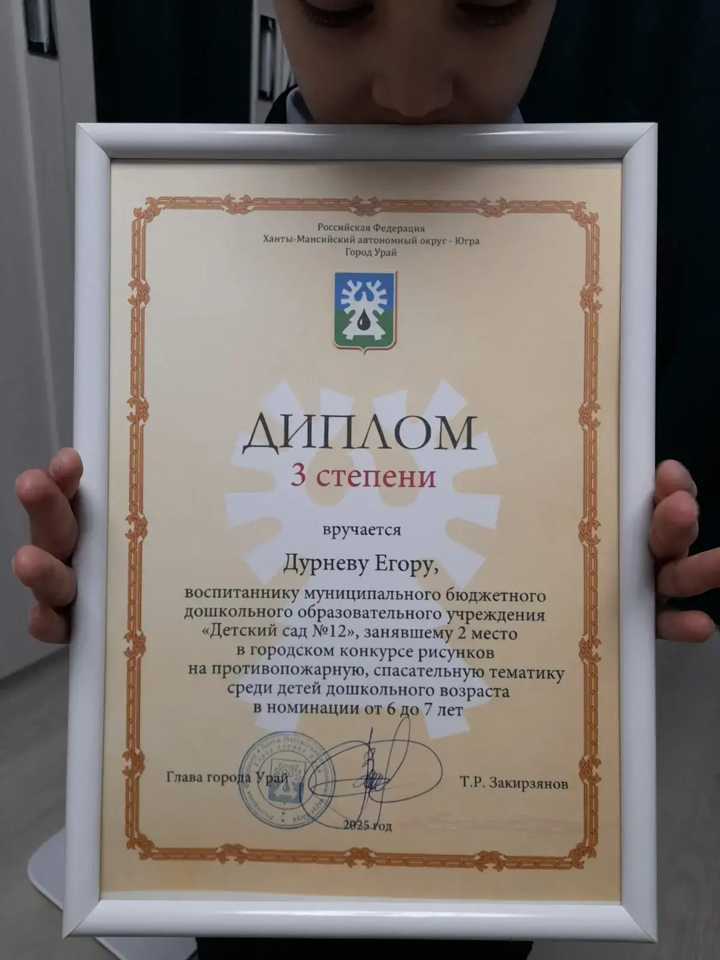 Российская Федерация
Ханты-Мансийский автономный округ - Югра
Город Урай
ДИПЛОМ
3 степени
вручается
Дурневу Егору,
воспитаннику муниципального бюджетного
дошкольного образовательного учреждения
«Детский сад №12», занявшему 2 место
в городском конкурсе рисунков
на противопожарную, спасательную тематику
среди детей дошкольного возраста
в номинации от 6 до 7 лет
Глава города Урай
Т.Р. Закирзянов
2025 год